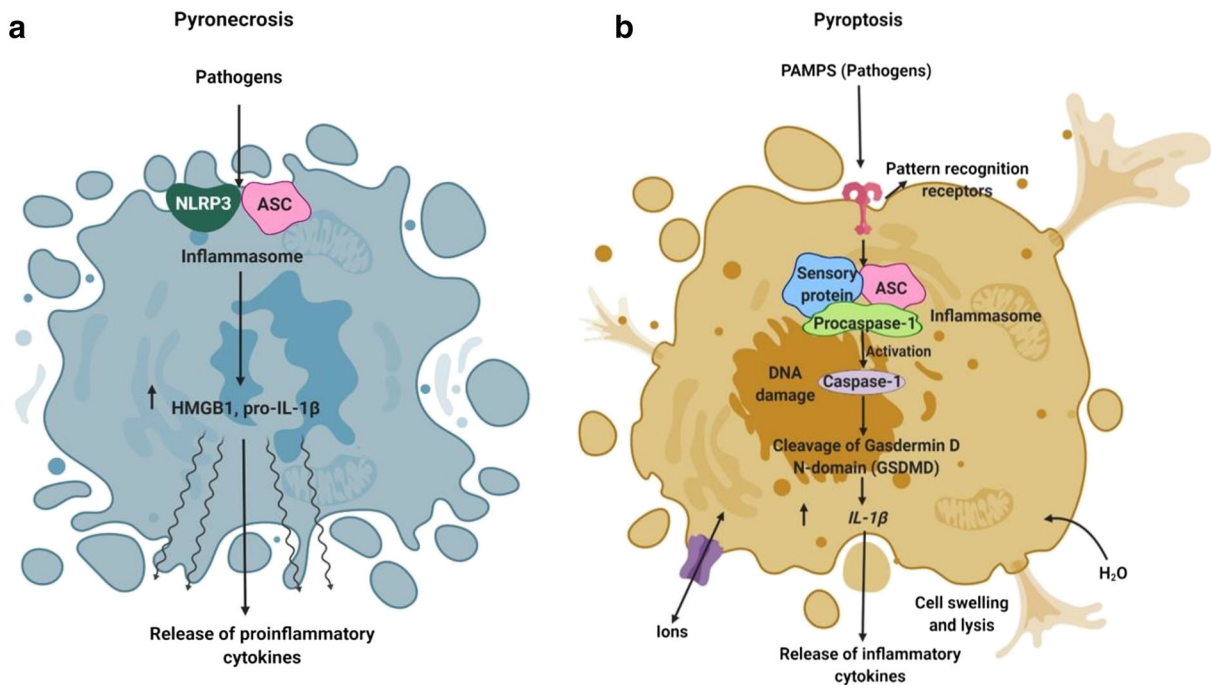 a
Pyronecrosis
Pathogens
NLRP3
ASC
Inflammasome
HMGB1, pro-IL-1β
Release of proinflammatory
cytokines
b
Pyroptosis
PAMPS (Pathogens)
Pattern recognition
receptors
Sensory
protein
ASC
Procaspase-1
Inflammasome
Activation
DNA
damage
Caspase-1
Cleavage of Gasdermin D
N-domain (GSDMD)
IL-1β
H₂O
Ions
Cell swelling
and lysis
Release of inflammatory
cytokines